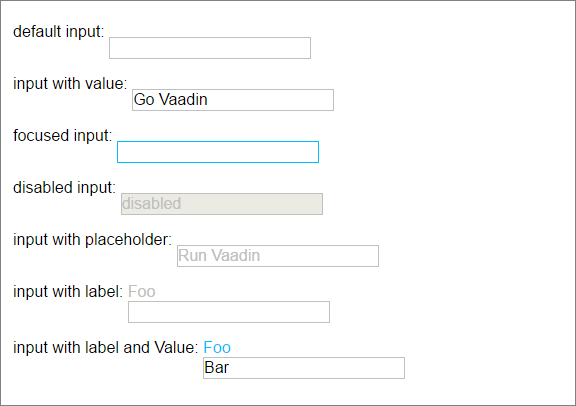 default input:
input with value:
Go Vaadin
focused input:
disabled input:
disabled
input with placeholder:
Run Vaadin
input with label: Foo
input with label and Value: Foo
Bar